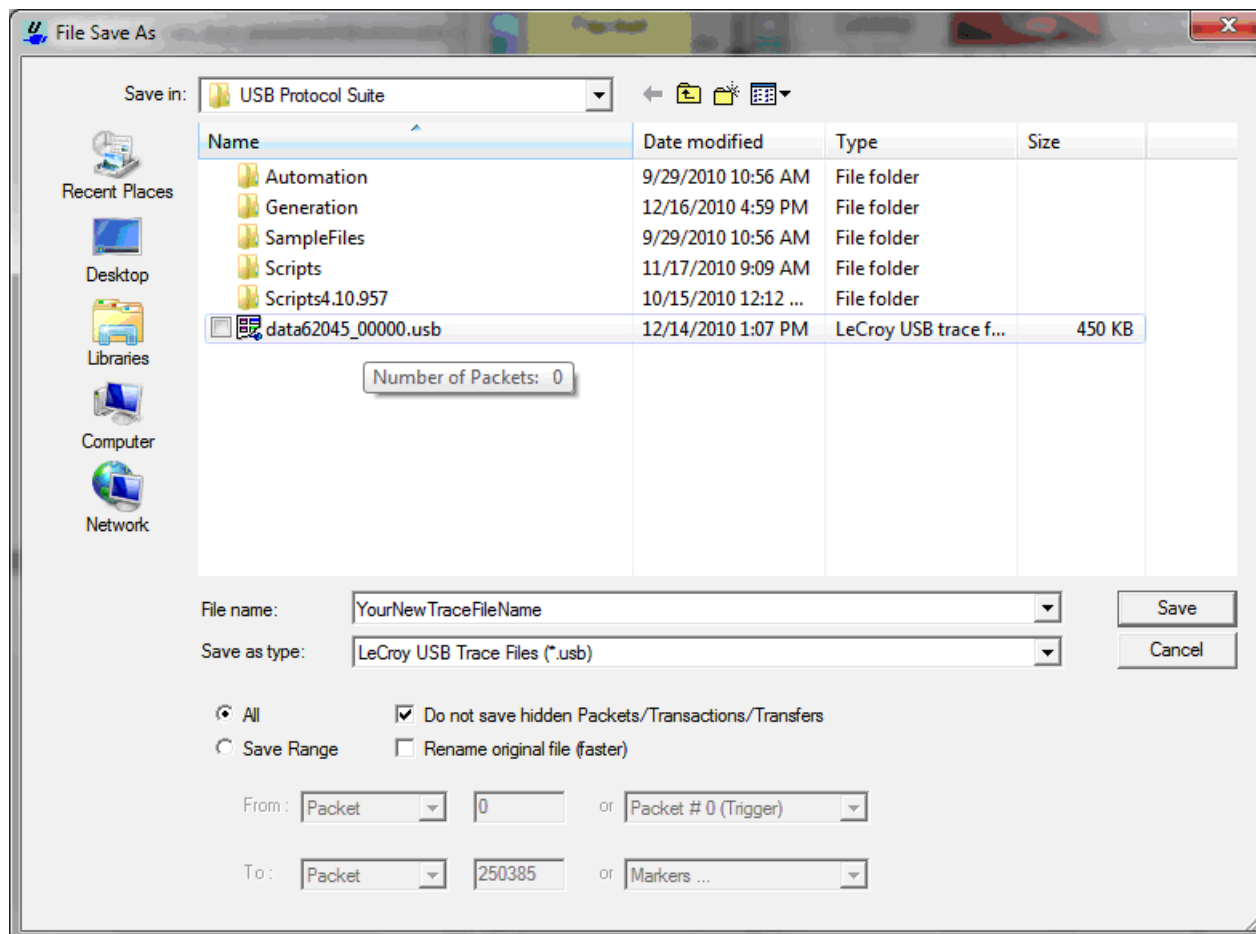 File Save As
Save in: USB Protocol Suite
Name Date modified Type Size
Automation 9/29/2010 10:56 AM File folder
Generation 12/16/2010 4:59 PM File folder
SampleFiles 9/29/2010 10:56 AM File folder
Scripts 11/17/2010 9:09 AM File folder
Scripts4.10.957 10/15/2010 12:12 ... File folder
data62045_00000.usb 12/14/2010 1:07 PM LeCroy USB trace f... 450 KB
Number of Packets: 0
Recent Places
Desktop
Libraries
Computer
Network
File name: YourNewTraceFileName Save
Save as type: LeCroy USB Trace Files (*.usb) Cancel
All Do not save hidden Packets/Transactions/Transfers
Save Range Rename original file (faster)
From : Packet 0 or Packet # 0 (Trigger)
To : Packet 250385 or Markers ...